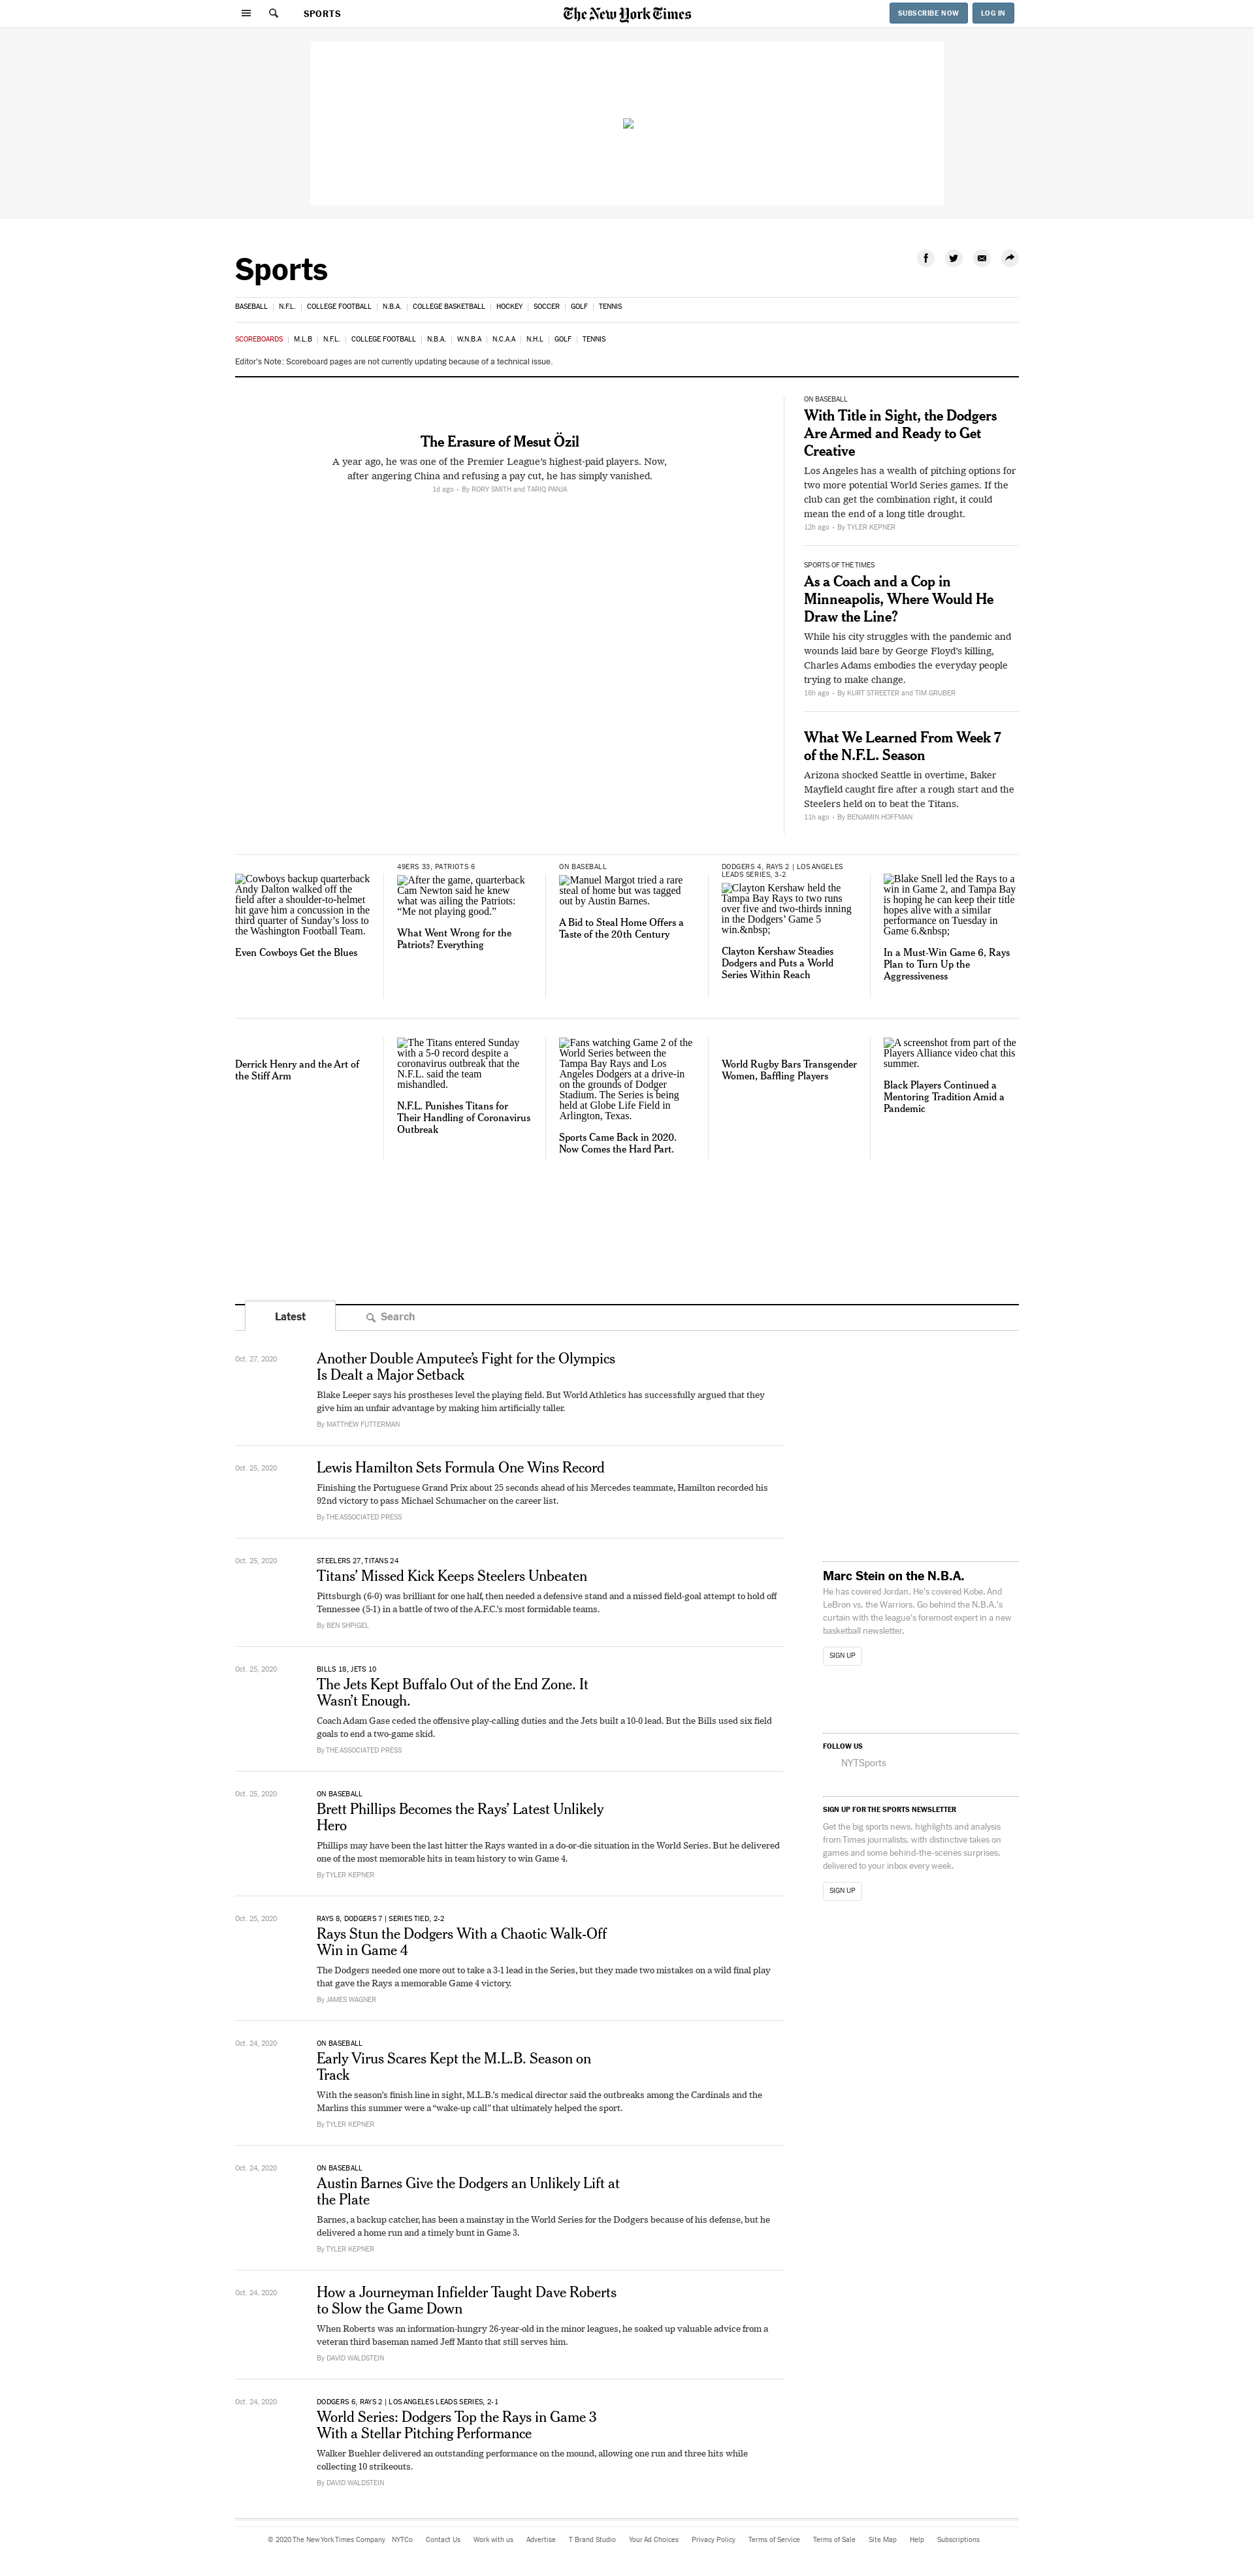 SPORTS
The New York Times
SUBSCRIBE NOW
LOG IN
Sports
BASEBALL | N.F.L. | COLLEGE FOOTBALL | N.B.A. | COLLEGE BASKETBALL | HOCKEY | SOCCER | GOLF | TENNIS
SCOREBOARDS | M.L.B | N.F.L. | COLLEGE FOOTBALL | N.B.A. | W.N.B.A | N.C.A.A | N.H.L | GOLF | TENNIS
Editor's Note: Scoreboard pages are not currently updating because of a technical issue.
The Erasure of Mesut Özil
A year ago, he was one of the Premier League's highest-paid players. Now,
after angering China and refusing a pay cut, he has simply vanished.
1d ago • By RORY SMITH and TARIQ PANJA
ON BASEBALL
With Title in Sight, the Dodgers
Are Armed and Ready to Get
Creative
Los Angeles has a wealth of pitching options for
two more potential World Series games. If the
club can get the combination right, it could
mean the end of a long title drought.
12h ago • By TYLER KEPNER
SPORTS OF THE TIMES
As a Coach and a Cop in
Minneapolis, Where Would He
Draw the Line?
While his city struggles with the pandemic and
wounds laid bare by George Floyd's killing,
Charles Adams embodies the everyday people
trying to make change.
16h ago • By KURT STREETER and TIM GRUBER
What We Learned From Week 7
of the N.F.L. Season
Arizona shocked Seattle in overtime, Baker
Mayfield caught fire after a rough start and the
Steelers held on to beat the Titans.
11h ago • By BENJAMIN HOFFMAN
Cowboys backup quarterback
Andy Dalton walked off the
field after a shoulder-to-helmet
hit gave him a concussion in the
third quarter of Sunday’s loss to
the Washington Football Team.
Even Cowboys Get the Blues
49ERS 33, PATRIOTS 6
After the game, quarterback
Cam Newton said he knew
what was ailing the Patriots:
“Me not playing good.”
What Went Wrong for the
Patriots? Everything
ON BASEBALL
Manuel Margot tried a rare
steal of home but was tagged
out by Austin Barnes.
A Bid to Steal Home Offers a
Taste of the 20th Century
DODGERS 4, RAYS 2 | LOS ANGELES
LEADS SERIES, 3-2
Clayton Kershaw held the
Tampa Bay Rays to two runs
over five and two-thirds inning
in the Dodgers’ Game 5
win.&nbsp;
Clayton Kershaw Steadies
Dodgers and Puts a World
Series Within Reach
Blake Snell led the Rays to a
win in Game 2, and Tampa Bay
is hoping he can keep their title
hopes alive with a similar
performance on Tuesday in
Game 6.&nbsp;
In a Must-Win Game 6, Rays
Plan to Turn Up the
Aggressiveness
Derrick Henry and the Art of
the Stiff Arm
The Titans entered Sunday
with a 5-0 record despite a
coronavirus outbreak that the
N.F.L. said the team
mishandled.
N.F.L. Punishes Titans for
Their Handling of Coronavirus
Outbreak
Fans watching Game 2 of the
World Series between the
Tampa Bay Rays and Los
Angeles Dodgers at a drive-in
on the grounds of Dodger
Stadium. The Series is being
held at Globe Life Field in
Arlington, Texas.
Sports Came Back in 2020.
Now Comes the Hard Part.
World Rugby Bars Transgender
Women, Baffling Players
A screenshot from part of the
Players Alliance video chat this
summer.
Black Players Continued a
Mentoring Tradition Amid a
Pandemic
Latest
Search
Oct. 27, 2020
Another Double Amputee’s Fight for the Olympics
Is Dealt a Major Setback
Blake Leeper says his prostheses level the playing field. But World Athletics has successfully argued that they
give him an unfair advantage by making him artificially taller.
By MATTHEW FUTTERMAN
Oct. 25, 2020
Lewis Hamilton Sets Formula One Wins Record
Finishing the Portuguese Grand Prix about 25 seconds ahead of his Mercedes teammate, Hamilton recorded his
92nd victory to pass Michael Schumacher on the career list.
By THE ASSOCIATED PRESS
Oct. 25, 2020
STEELERS 27, TITANS 24
Titans’ Missed Kick Keeps Steelers Unbeaten
Pittsburgh (6-0) was brilliant for one half, then needed a defensive stand and a missed field-goal attempt to hold off
Tennessee (5-1) in a battle of two of the A.F.C.’s most formidable teams.
By BEN SHPIGEL
Oct. 25, 2020
BILLS 18, JETS 10
The Jets Kept Buffalo Out of the End Zone. It
Wasn’t Enough.
Coach Adam Gase ceded the offensive play-calling duties and the Jets built a 10-0 lead. But the Bills used six field
goals to end a two-game skid.
By THE ASSOCIATED PRESS
Oct. 25, 2020
ON BASEBALL
Brett Phillips Becomes the Rays’ Latest Unlikely
Hero
Phillips may have been the last hitter the Rays wanted in a do-or-die situation in the World Series. But he delivered
one of the most memorable hits in team history to win Game 4.
By TYLER KEPNER
Oct. 25, 2020
RAYS 8, DODGERS 7 | SERIES TIED, 2-2
Rays Stun the Dodgers With a Chaotic Walk-Off
Win in Game 4
The Dodgers needed one more out to take a 3-1 lead in the Series, but they made two mistakes on a wild final play
that gave the Rays a memorable Game 4 victory.
By JAMES WAGNER
Oct. 24, 2020
ON BASEBALL
Early Virus Scares Kept the M.L.B. Season on
Track
With the season’s finish line in sight, M.L.B.’s medical director said the outbreaks among the Cardinals and the
Marlins this summer were a “wake-up call” that ultimately helped the sport.
By TYLER KEPNER
Oct. 24, 2020
ON BASEBALL
Austin Barnes Give the Dodgers an Unlikely Lift at
the Plate
Barnes, a backup catcher, has been a mainstay in the World Series for the Dodgers because of his defense, but he
delivered a home run and a timely bunt in Game 3.
By TYLER KEPNER
Oct. 24, 2020
How a Journeyman Infielder Taught Dave Roberts
to Slow the Game Down
When Roberts was an information-hungry 26-year-old in the minor leagues, he soaked up valuable advice from a
veteran third baseman named Jeff Manto that still serves him.
By DAVID WALDSTEIN
Oct. 24, 2020
DODGERS 6, RAYS 2 | LOS ANGELES LEADS SERIES, 2-1
World Series: Dodgers Top the Rays in Game 3
With a Stellar Pitching Performance
Walker Buehler delivered an outstanding performance on the mound, allowing one run and three hits while
collecting 10 strikeouts.
By DAVID WALDSTEIN
Marc Stein on the N.B.A.
He has covered Jordan. He's covered Kobe. And
LeBron vs. the Warriors. Go behind the N.B.A.'s
curtain with the league's foremost expert in a new
basketball newsletter.
SIGN UP
FOLLOW US
NYTSports
SIGN UP FOR THE SPORTS NEWSLETTER
Get the big sports news, highlights and analysis
from Times journalists, with distinctive takes on
games and some behind-the-scenes surprises,
delivered to your inbox every week.
SIGN UP
© 2020 The New York Times Company NYTCo Contact Us Work with us Advertise T Brand Studio Your Ad Choices Privacy Policy Terms of Service Terms of Sale Site Map Help Subscriptions